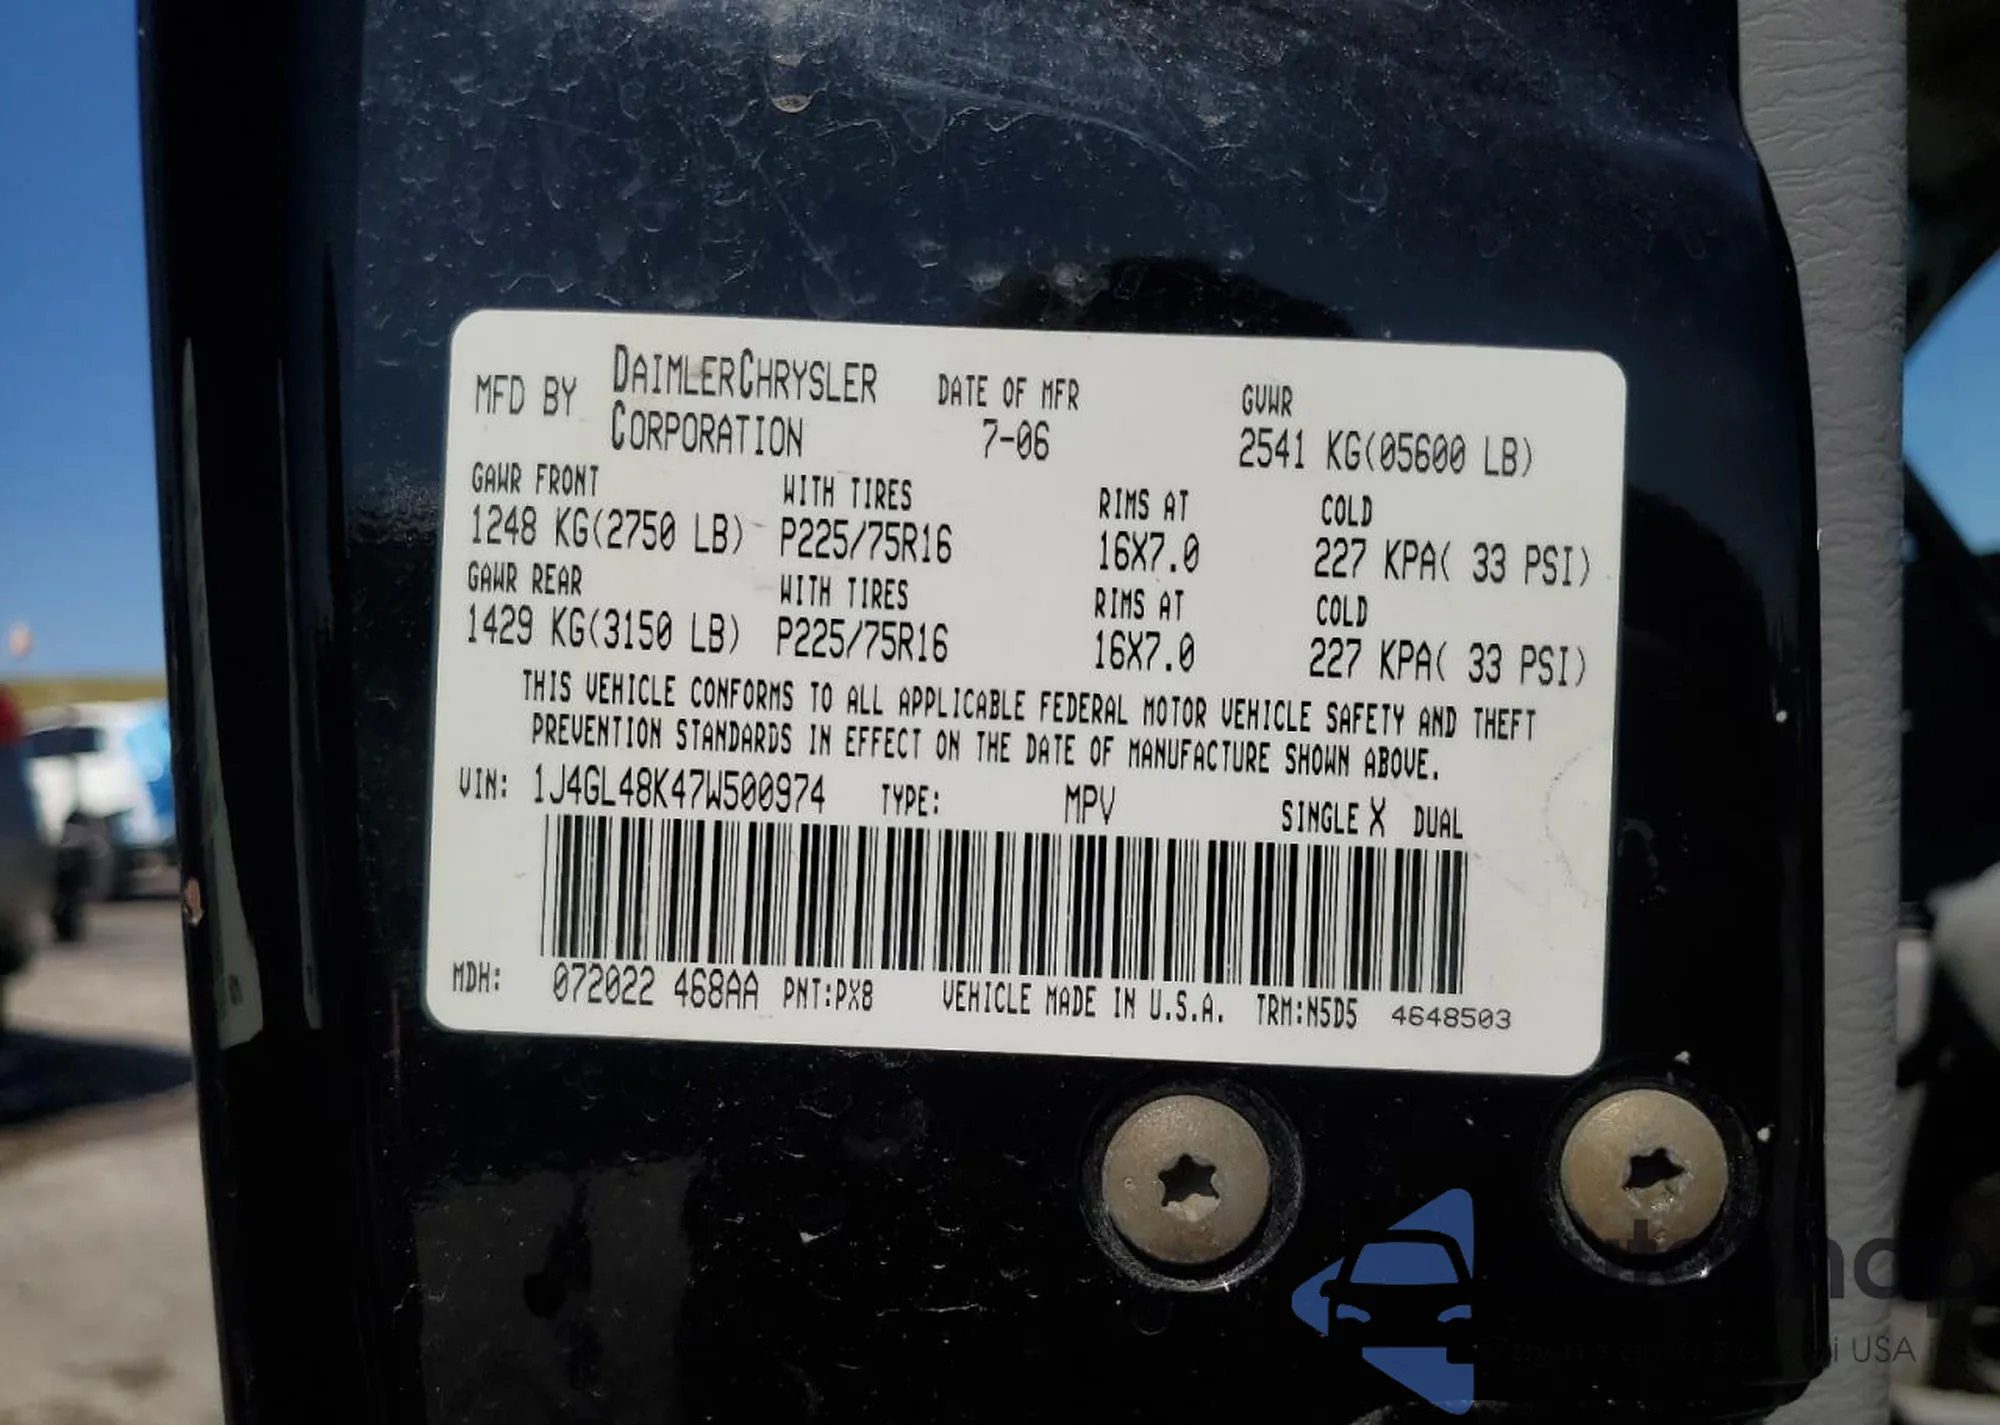 MFD BY DAIMLERCHRYSLER CORPORATION DATE OF MFR 7-06 GVWR 2541 KG(05600 LB)
GAWR FRONT WITH TIRES RIMS AT COLD
1248 KG(2750 LB) P225/75R16 16X7.0 227 KPA( 33 PSI)
GAWR REAR WITH TIRES RIMS AT COLD
1429 KG(3150 LB) P225/75R16 16X7.0 227 KPA( 33 PSI)
THIS VEHICLE CONFORMS TO ALL APPLICABLE FEDERAL MOTOR VEHICLE SAFETY AND THEFT
PREVENTION STANDARDS IN EFFECT ON THE DATE OF MANUFACTURE SHOWN ABOVE.
VIN: 1J4GL48K47W500974 TYPE: MPV SINGLE X DUAL
MDH: 072022 468AA PNT:PX8 VEHICLE MADE IN U.S.A. TRM:N5D5 4648503
USA